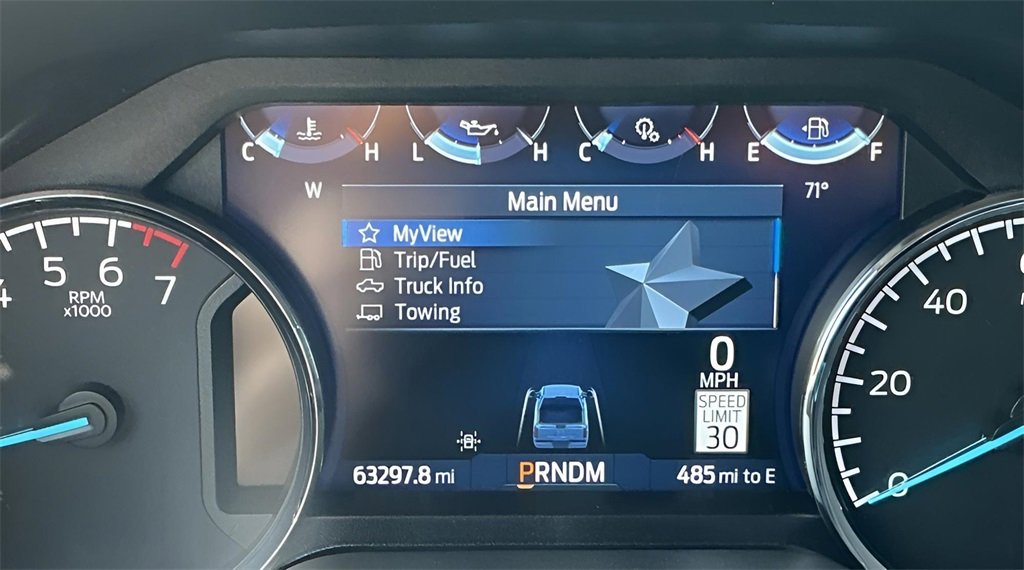 C H L H C H E F
W 71°
Main Menu
MyView
Trip/Fuel
Truck Info
Towing
4 5 6 7
RPM
x1000
0
MPH
SPEED
LIMIT
30
63297.8 mi PRNDM 485 mi to E
40
20
0